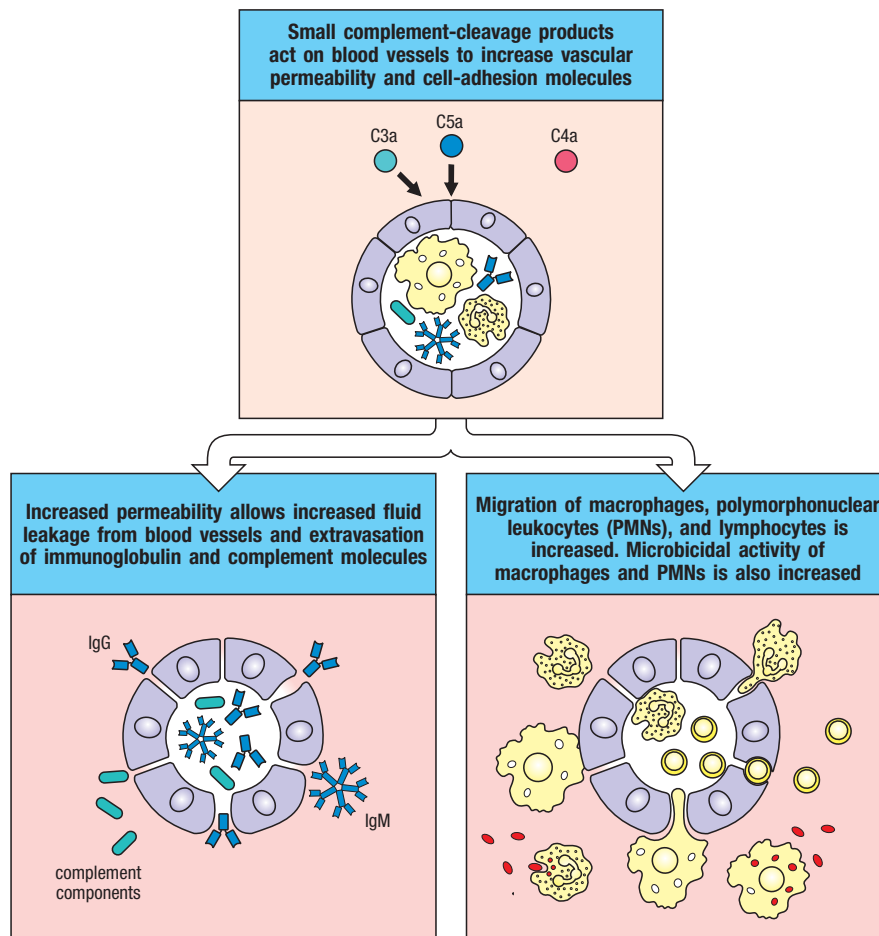 Small complement-cleavage products
act on blood vessels to increase vascular
permeability and cell-adhesion molecules
C3a
C5a
C4a
Increased permeability allows increased fluid
leakage from blood vessels and extravasation
of immunoglobulin and complement molecules
IgG
IgM
complement
components
Migration of macrophages, polymorphonuclear
leukocytes (PMNs), and lymphocytes is
increased. Microbicidal activity of
macrophages and PMNs is also increased